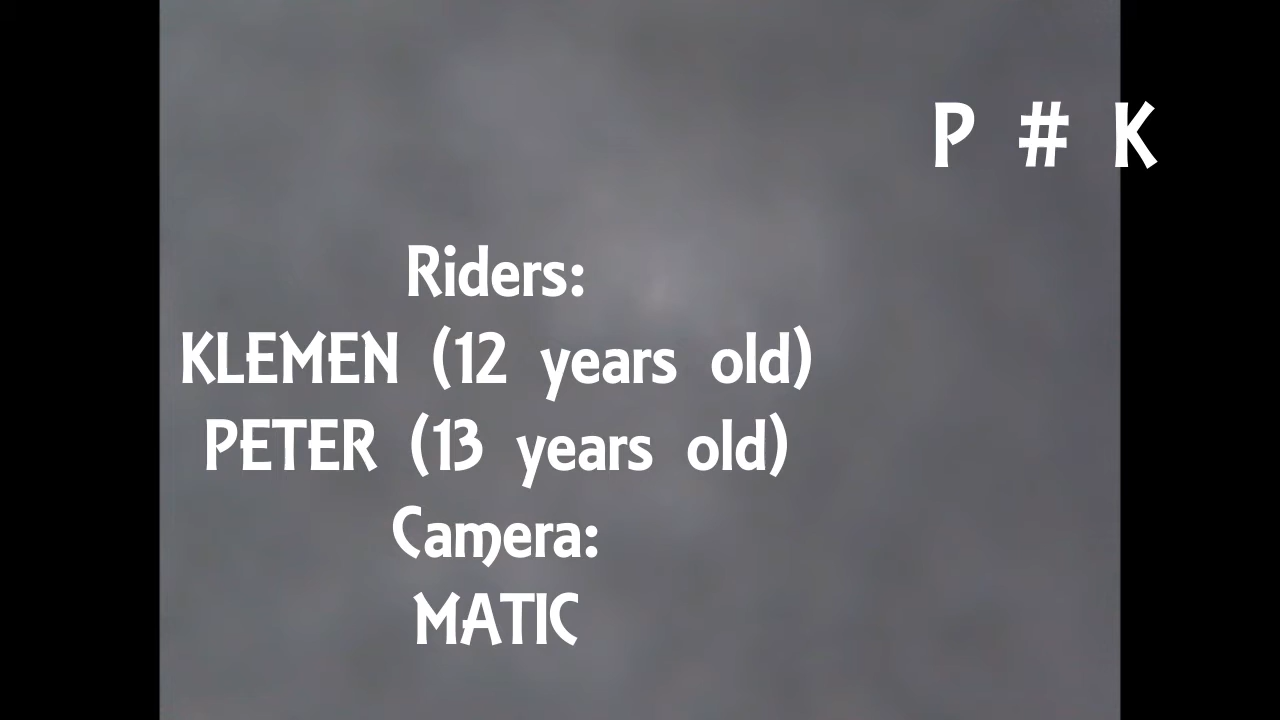 P # K
Riders:
KLEMEN (12 years old)
PETER (13 years old)
Camera:
MATIC